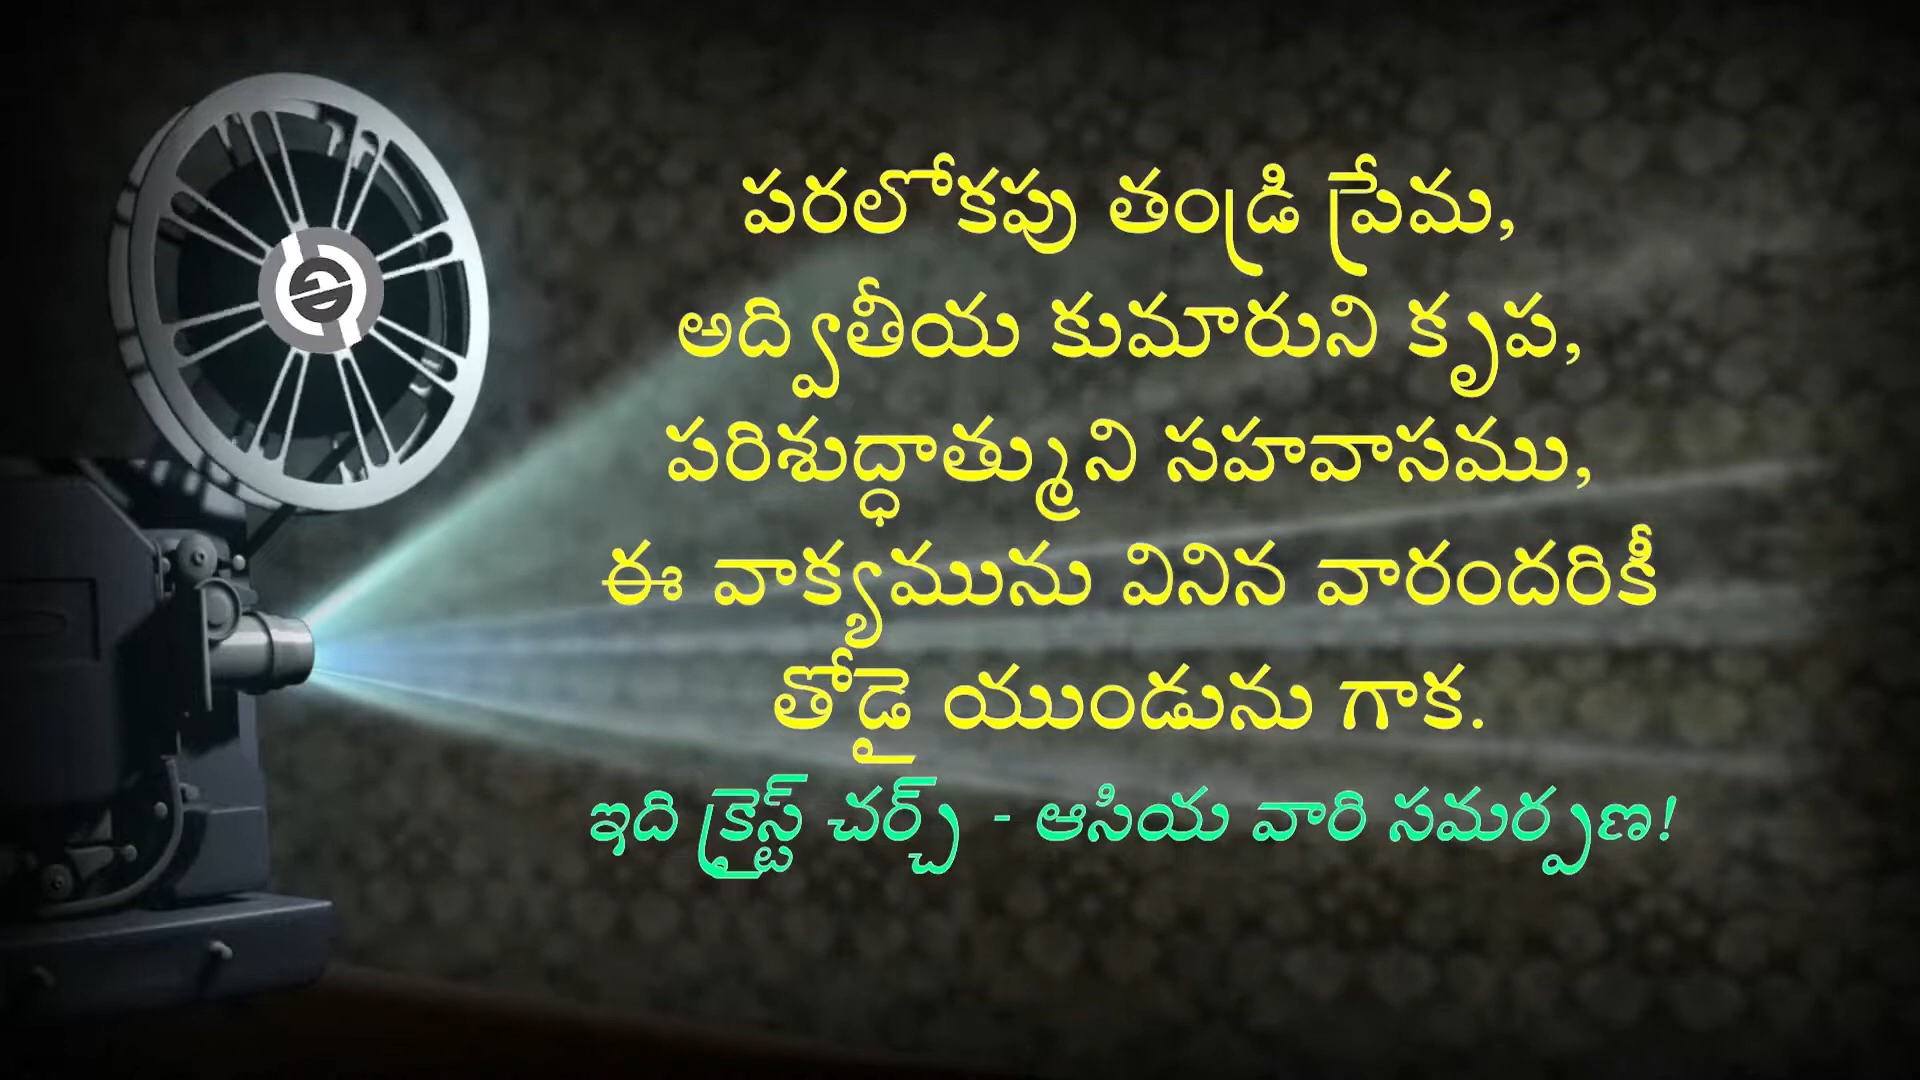 పరలోకపు తండ్రి ప్రేమ,
అద్వితీయ కుమారుని కృప,
పరిశుద్ధాత్ముని సహవాసము,
ఈ వాక్యమును వినిన వారందరికీ
తోడై యుండును గాక.
ఇది క్రైస్ట్ చర్చ్ - ఆసియ వారి సమర్పణ!